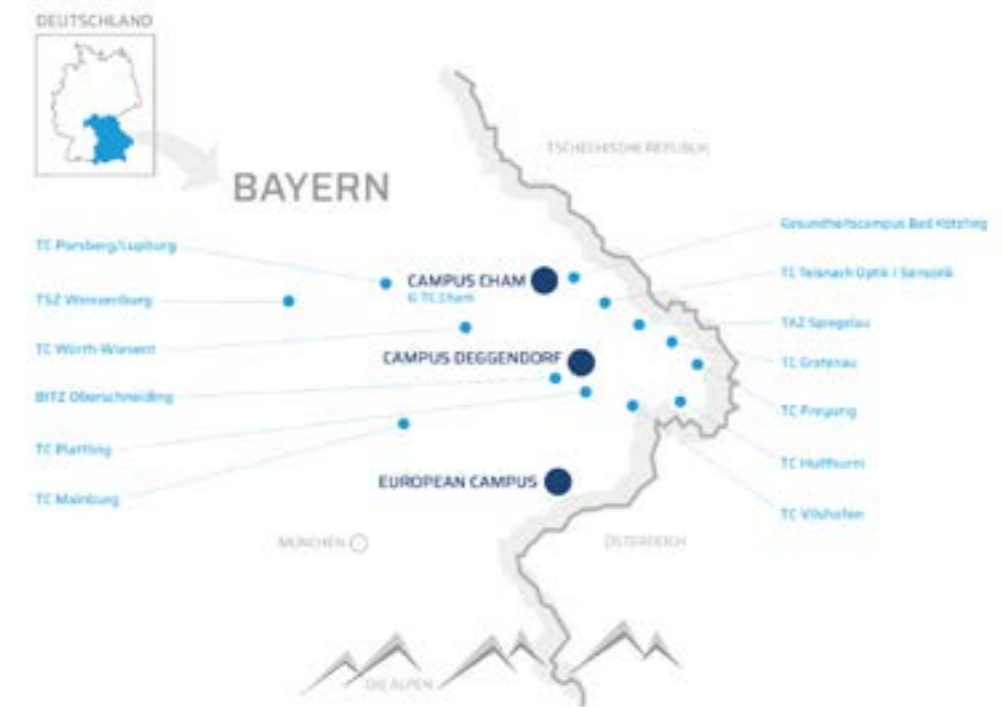 DEUTSCHLAND
TSCHECHISCHE REPUBLIK
BAYERN
Gesundheitscampus Bad Kötzting
TC Parsberg/Lupburg
CAMPUS CHAM
& TC Cham
TC Teisnach Optik | Sensorik
TSZ Weissenburg
TAZ Spiegelau
TC Wörth-Wiesent
CAMPUS DEGGENDORF
TC Grafenau
BITZ Oberschneiding
TC Freyung
TC Plattling
TC Hutthurm
EUROPEAN CAMPUS
TC Mainburg
TC Vilshofen
MÜNCHEN
ÖSTERREICH
DIE ALPEN